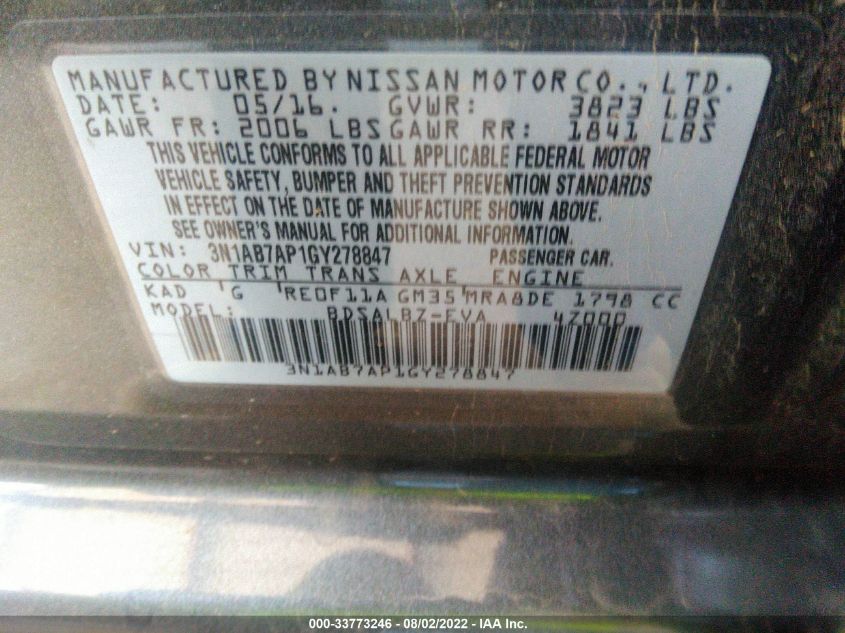 MANUFACTURED BY NISSAN MOTOR CO., LTD.
DATE: 05/16. GVWR: 3823 LBS
GAWR FR: 2006 LBS GAWR RR: 1841 LBS
THIS VEHICLE CONFORMS TO ALL APPLICABLE FEDERAL MOTOR
VEHICLE SAFETY, BUMPER AND THEFT PREVENTION STANDARDS
IN EFFECT ON THE DATE OF MANUFACTURE SHOWN ABOVE.
SEE OWNER'S MANUAL FOR ADDITIONAL INFORMATION.
VIN: 3N1AB7AP1GY278847 PASSENGER CAR.
COLOR TRIM TRANS AXLE ENGINE
KAD G RE0F11A GM35 MRA8DE 1798 CC
MODEL: BDSALBZ-EVA 4Z000
3N1AB7AP1GY278847
000-33773246 - 08/02/2022 - IAA Inc.